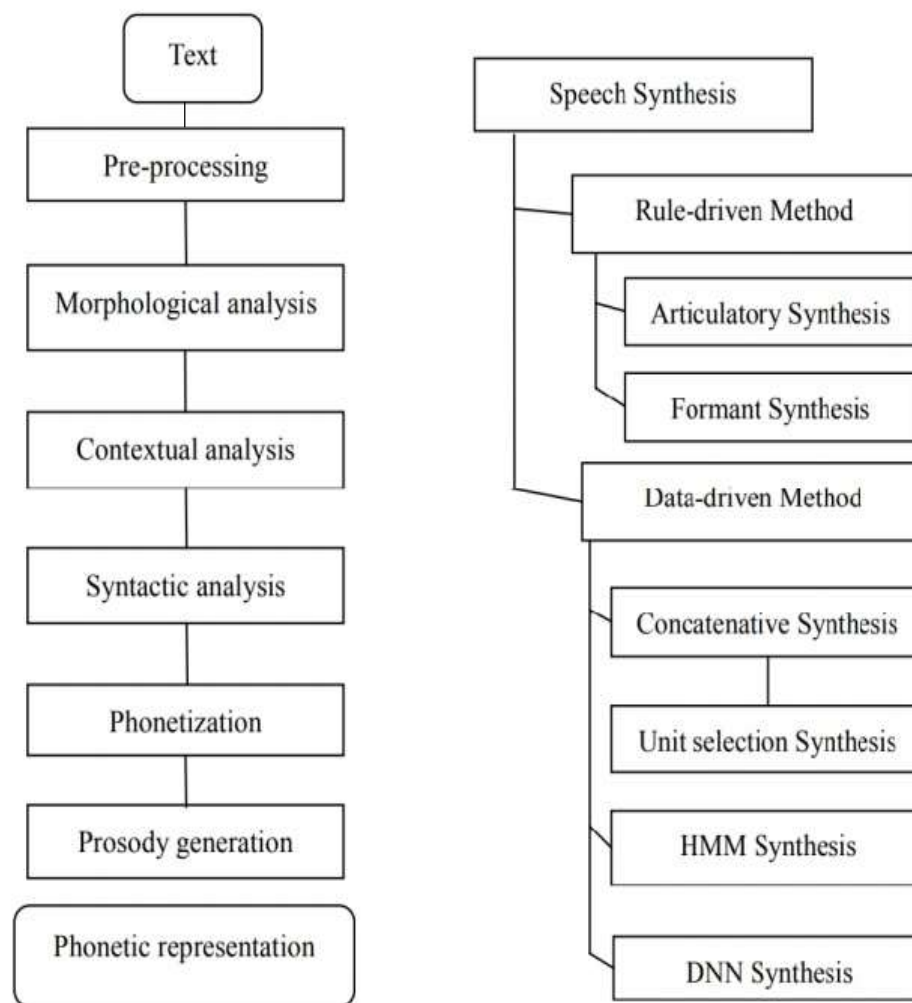 Text
Pre-processing
Morphological analysis
Contextual analysis
Syntactic analysis
Phonetization
Prosody generation
Phonetic representation
Speech Synthesis
Rule-driven Method
Articulatory Synthesis
Formant Synthesis
Data-driven Method
Concatenative Synthesis
Unit selection Synthesis
HMM Synthesis
DNN Synthesis